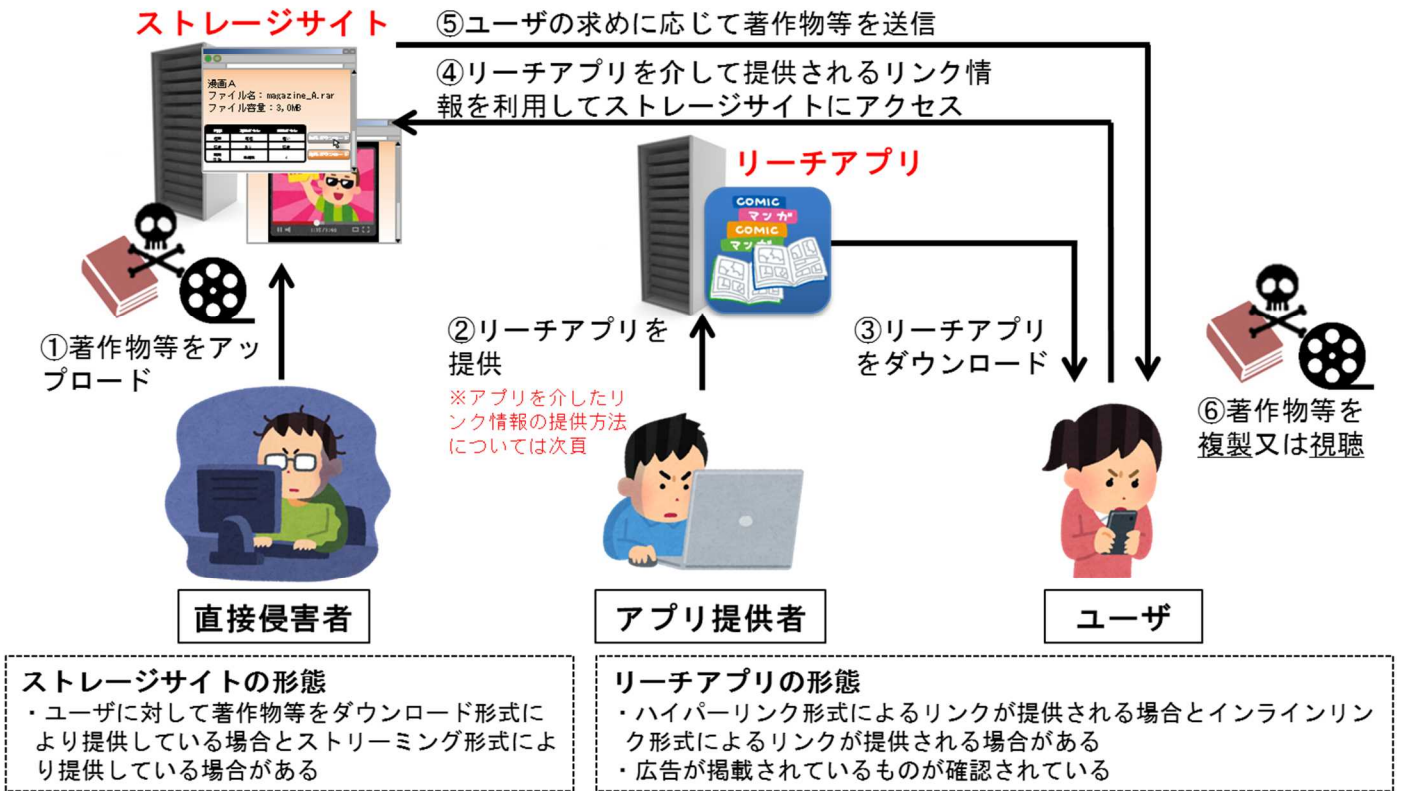 ストレージサイト
⑤ユーザの求めに応じて著作物等を送信
④リーチアプリを介して提供されるリンク情
報を利用してストレージサイトにアクセス
漫画A
ファイル名：magazine_A.rar
ファイル容量：3,0MB
リーチアプリ
COMIC
マンガ
COMIC
マンガ
①著作物等をアッ
プロード
②リーチアプリを
提供
※アプリを介したリ
ンク情報の提供方法
については次頁
③リーチアプリ
をダウンロード
⑥著作物等を
複製又は視聴
直接侵害者
アプリ提供者
ユーザ
ストレージサイトの形態
・ユーザに対して著作物等をダウンロード形式に
より提供している場合とストリーミング形式によ
り提供している場合がある
リーチアプリの形態
・ハイパーリンク形式によるリンクが提供される場合とインラインリン
ク形式によるリンクが提供される場合がある
・広告が掲載されているものが確認されている